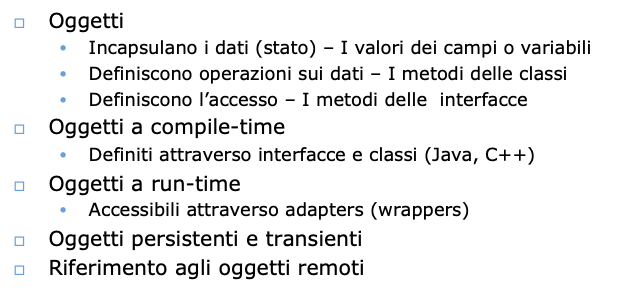 Oggetti
Incapsulano i dati (stato) – I valori dei campi o variabili
Definiscono operazioni sui dati – I metodi delle classi
Definiscono l'accesso – I metodi delle interfacce
Oggetti a compile-time
Definiti attraverso interfacce e classi (Java, C++)
Oggetti a run-time
Accessibili attraverso adapters (wrappers)
Oggetti persistenti e transienti
Riferimento agli oggetti remoti